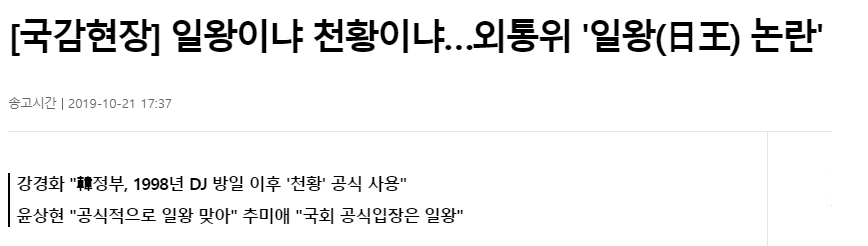 [국감현장] 일왕이냐 천황이냐…외통위 '일왕(日王) 논란'
송고시간 | 2019-10-21 17:37
강경화 "韓정부, 1998년 DJ 방일 이후 '천황' 공식 사용"
윤상현 "공식적으로 일왕 맞아" 추미애 "국회 공식입장은 일왕"